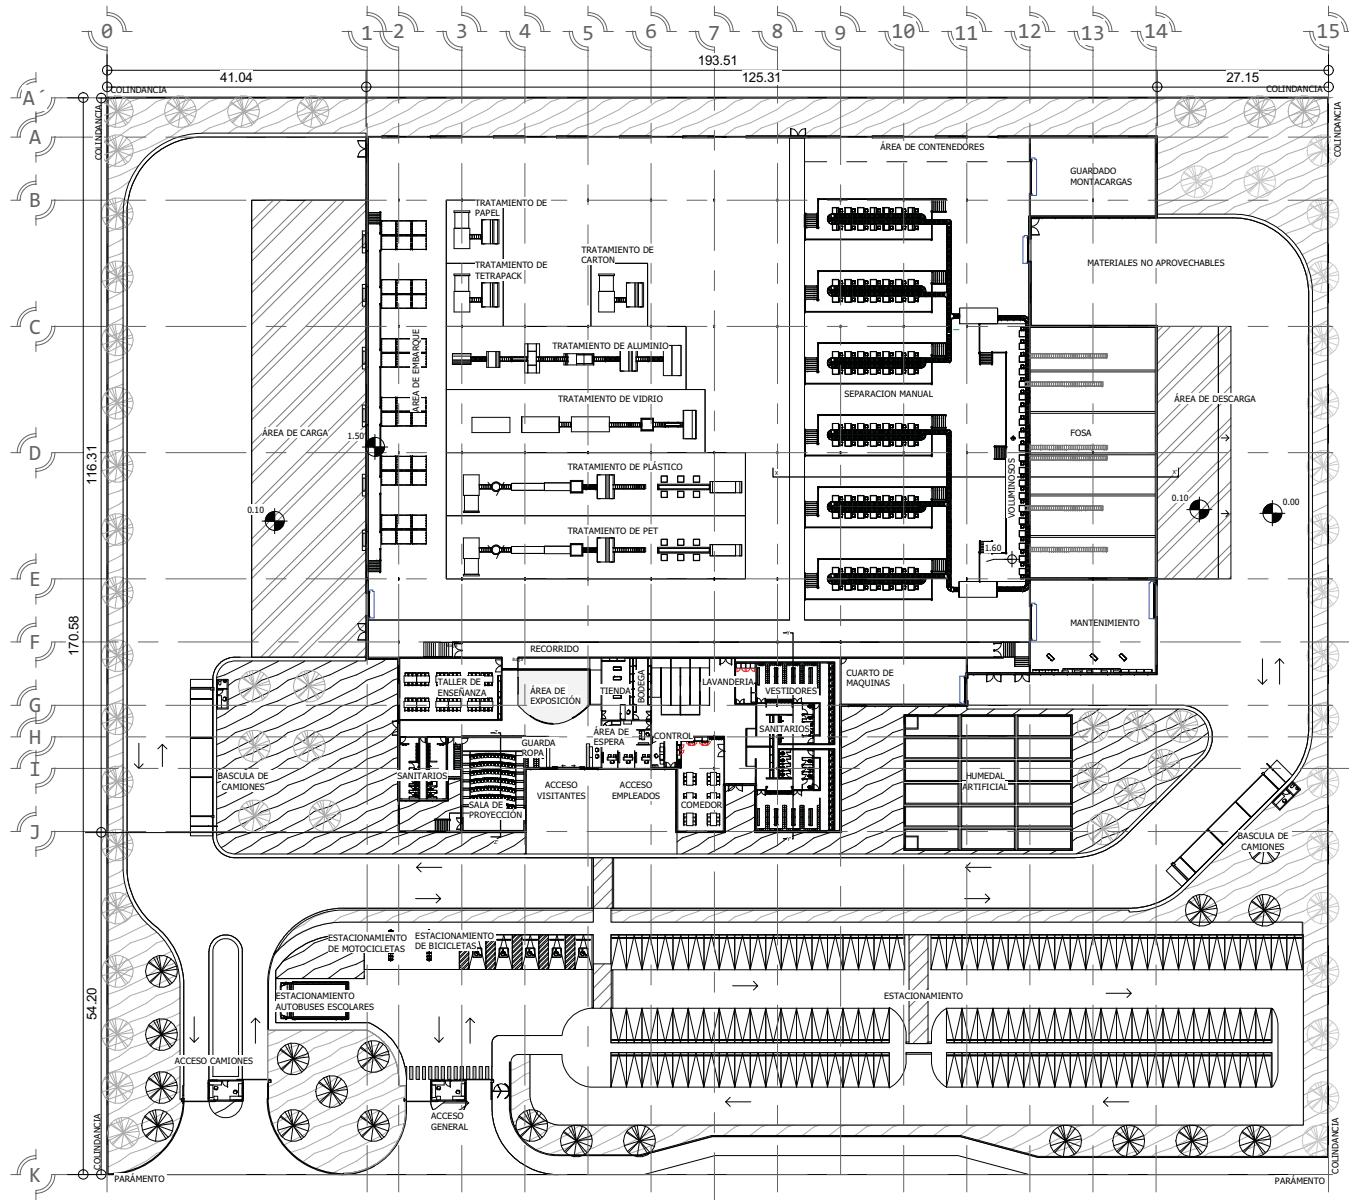 0 1 2 3 4 5 6 7 8 9 10 11 12 13 14 15
193.51
41.04 125.31 27.15
COLINDANCIA COLINDANCIA
A´
COLINDANCIA
COLINDANCIA
A
ÁREA DE CONTENEDORES
GUARDADO
MONTACARGAS
B
TRATAMIENTO DE
PAPEL
TRATAMIENTO DE
CARTON
TRATAMIENTO DE
TETRAPACK
MATERIALES NO APROVECHABLES
C
TRATAMIENTO DE ALUMINIO
ÁREA DE EMBARQUE
SEPARACION MANUAL
TRATAMIENTO DE VIDRIO
ÁREA DE DESCARGA
ÁREA DE CARGA
1.50
FOSA
D
116.31
TRATAMIENTO DE PLÁSTICO
x x´
VOLUMINOSOS
0.10
0.10
0.00
TRATAMIENTO DE PET
1.60
E
170.58
MANTENIMIENTO
F
RECORRIDO
TALLER DE
ENSEÑANZA
ÁREA DE
EXPOSICIÓN
TIENDA
BODEGA
LAVANDERIA
VESTIDORES
CUARTO DE
MAQUINAS
G
ÁREA DE
ESPERA
CONTROL
SANITARIOS
H
GUARDA
ROPA
I
BASCULA DE
CAMIONES
SANITARIOS
SALA DE
PROYECCIÓN
ACCESO
VISITANTES
ACCESO
EMPLEADOS
COMEDOR
HUMEDAL
ARTIFICIAL
J
BASCULA DE
CAMIONES
ESTACIONAMIENTO
DE MOTOCICLETAS
ESTACIONAMIENTO
DE BICICLETAS
54.20
ESTACIONAMIENTO
AUTOBUSES ESCOLARES
ESTACIONAMIENTO
ACCESO CAMIONES
ACCESO
GENERAL
COLINDANCIA
COLINDANCIA
K
PARÁMENTO PARÁMENTO